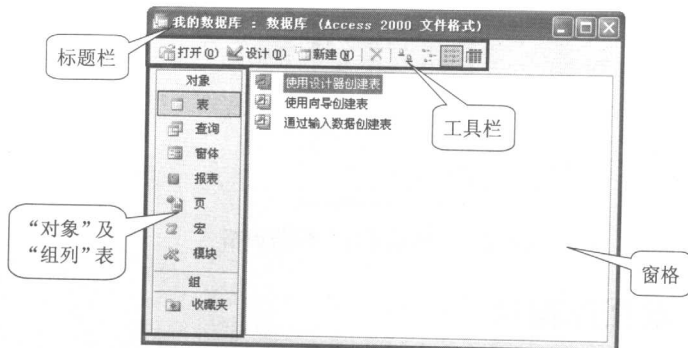 我的数据库 : 数据库 (Access 2000 文件格式)
标题栏
打开(O) 设计(D) 新建(N)
对象
表
查询
窗体
报表
页
宏
模块
组
收藏夹
使用设计器创建表
使用向导创建表
通过输入数据创建表
工具栏
“对象”及
“组列”表
窗格